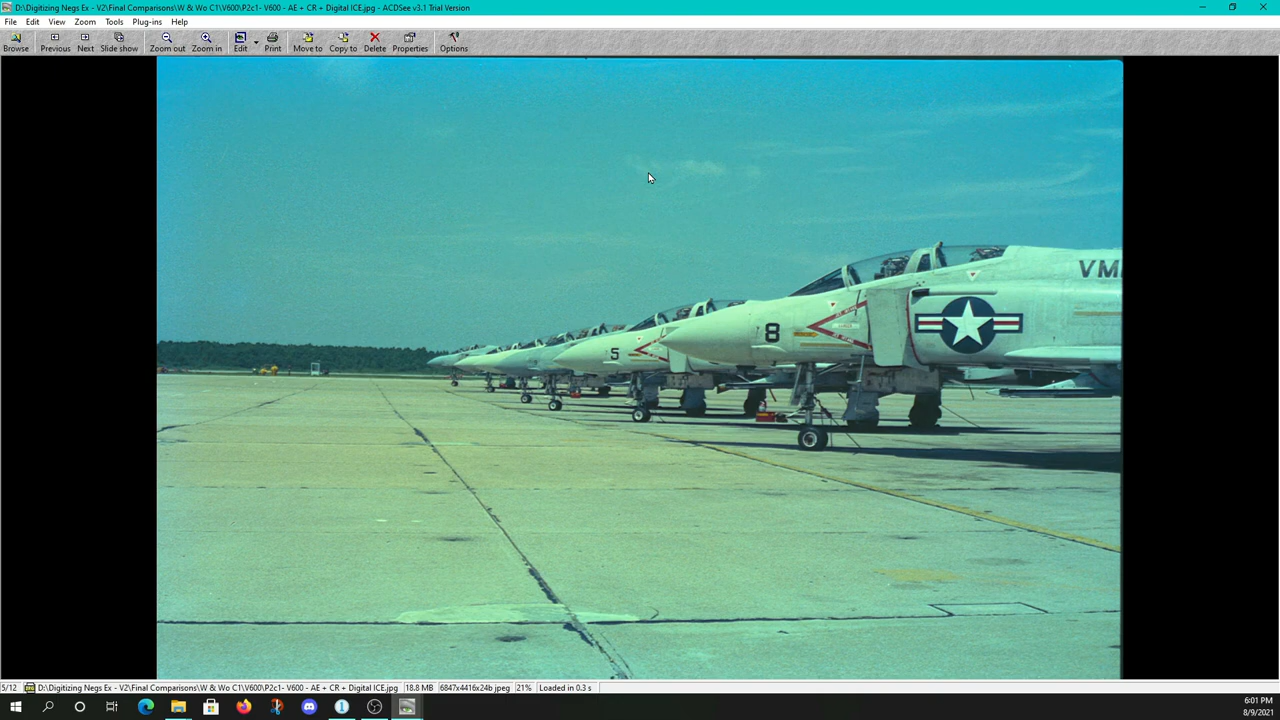 D:\Digitizing Negs Ex - V2\Final Comparisons\W & Wo C1\V600\P2c1- V600 - AE + CR + Digital ICE.jpg - ACDSee v3.1 Trial Version
File Edit View Zoom Tools Plug-ins Help
Browse Previous Next Slide show Zoom out Zoom in Edit Print Move to Copy to Delete Properties Options
VM
8
5
5/12 D:\Digitizing Negs Ex - V2\Final Comparisons\W & Wo C1\V600\P2c1- V600 - AE + CR + Digital ICE.jpg 18.8 MB 6847x4416x24b jpeg 21% Loaded in 0.3 s
6:01 PM
8/9/2021